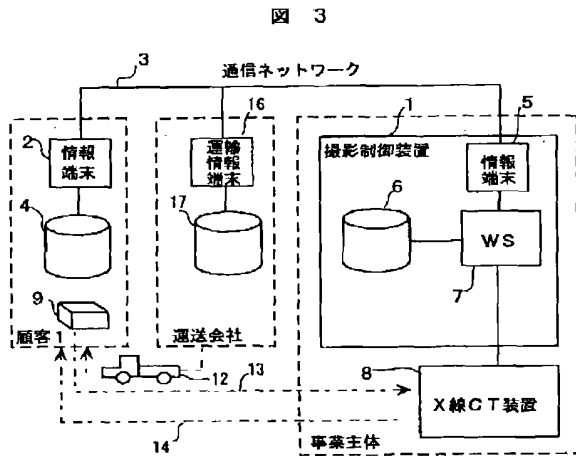 図 3
3
通信ネットワーク
16
1
5
2
情報
端末
運輸
情報
端末
撮影制御装置
情報
端末
4
17
6
WS
7
9
顧客1
運送会社
12
13
8
X線CT装置
14
事業主体